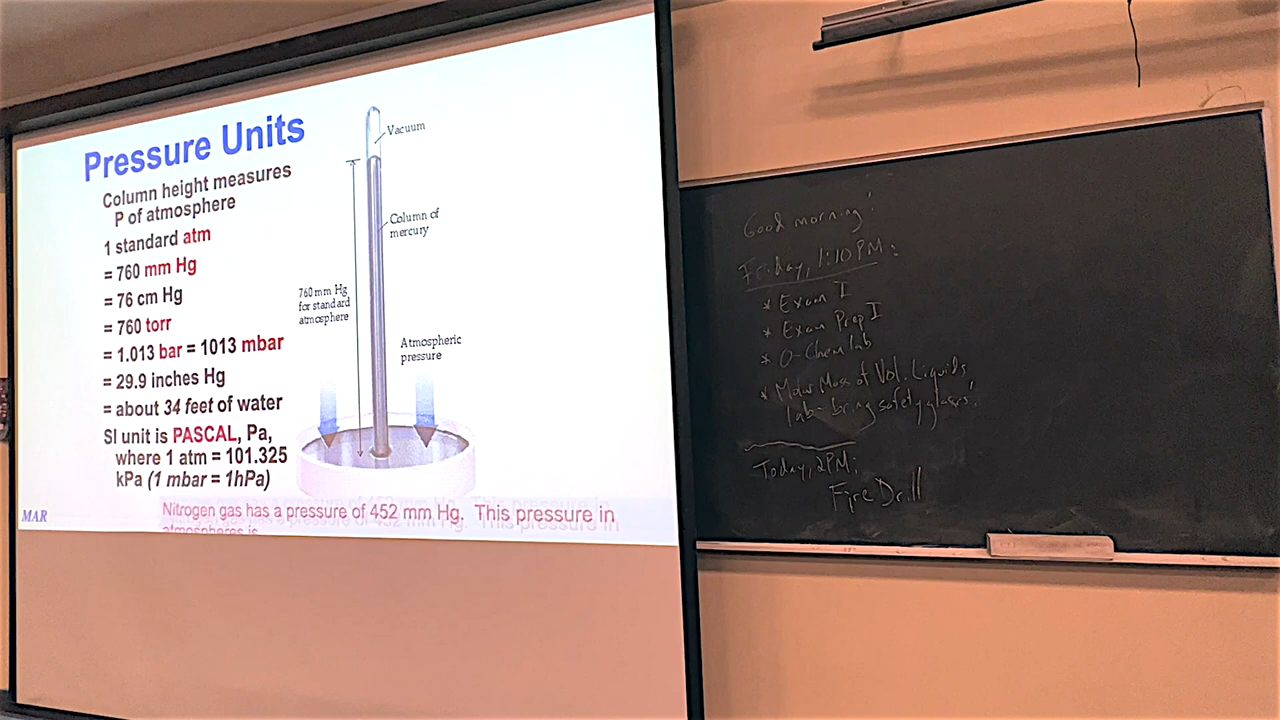 Pressure Units
Column height measures
P of atmosphere
1 standard atm
= 760 mm Hg
= 76 cm Hg
= 760 torr
= 1.013 bar = 1013 mbar
= 29.9 inches Hg
= about 34 feet of water
SI unit is PASCAL, Pa,
where 1 atm = 101.325
kPa (1 mbar = 1hPa)
Vacuum
Column of
mercury
760 mm Hg
for standard
atmosphere
Atmospheric
pressure
MAR
Nitrogen gas has a pressure of 452 mm Hg. This pressure in
atmospheres is
Good morning!
Friday, 1:10 PM:
* Exam I
* Exam Prep I
* O-Chem lab
* Molar Mass of Vol. Liquids
lab - bring safety glasses!
Today, 2PM:
Fire Drill